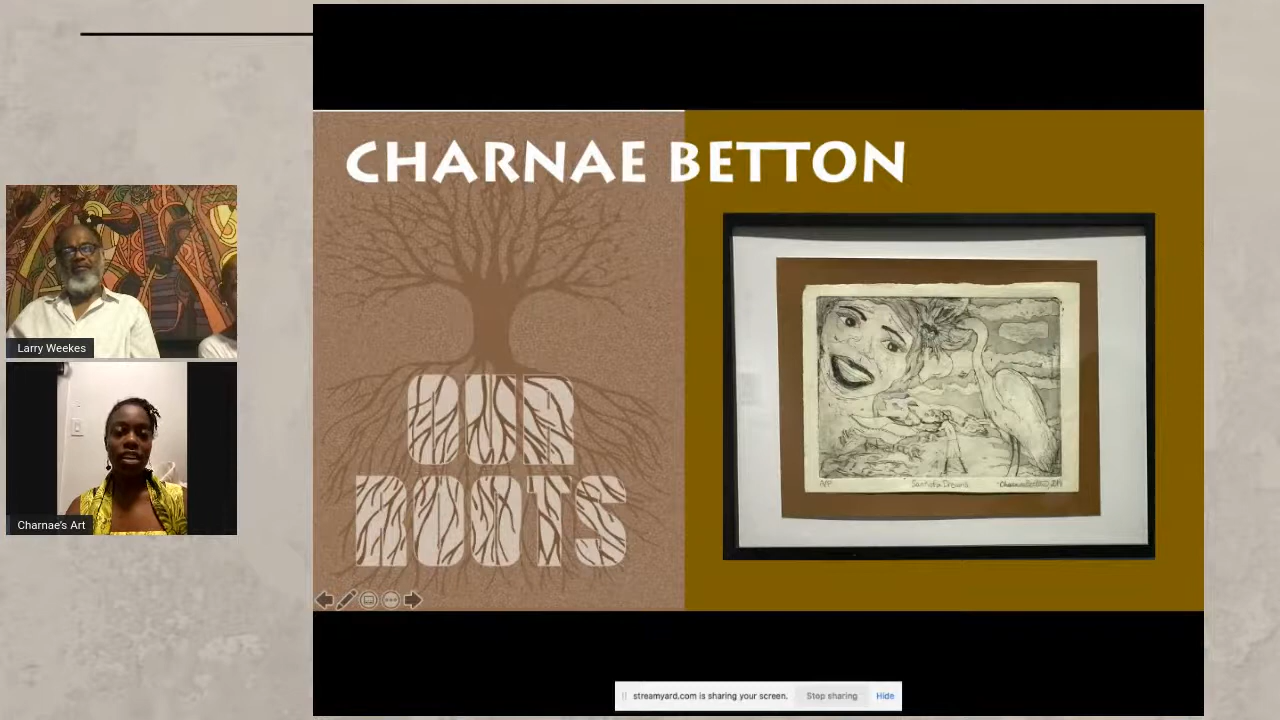 CHARNAE BETTON
Larry Weekes
Charnae's Art
OUR
ROOTS
streamyard.com is sharing your screen.
Stop sharing
Hide